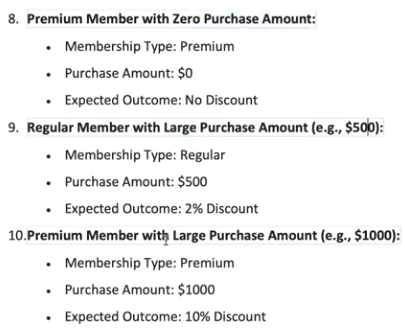 8. Premium Member with Zero Purchase Amount:
• Membership Type: Premium
• Purchase Amount: $0
• Expected Outcome: No Discount
9. Regular Member with Large Purchase Amount (e.g., $500):
• Membership Type: Regular
• Purchase Amount: $500
• Expected Outcome: 2% Discount
10.Premium Member with Large Purchase Amount (e.g., $1000):
• Membership Type: Premium
• Purchase Amount: $1000
• Expected Outcome: 10% Discount